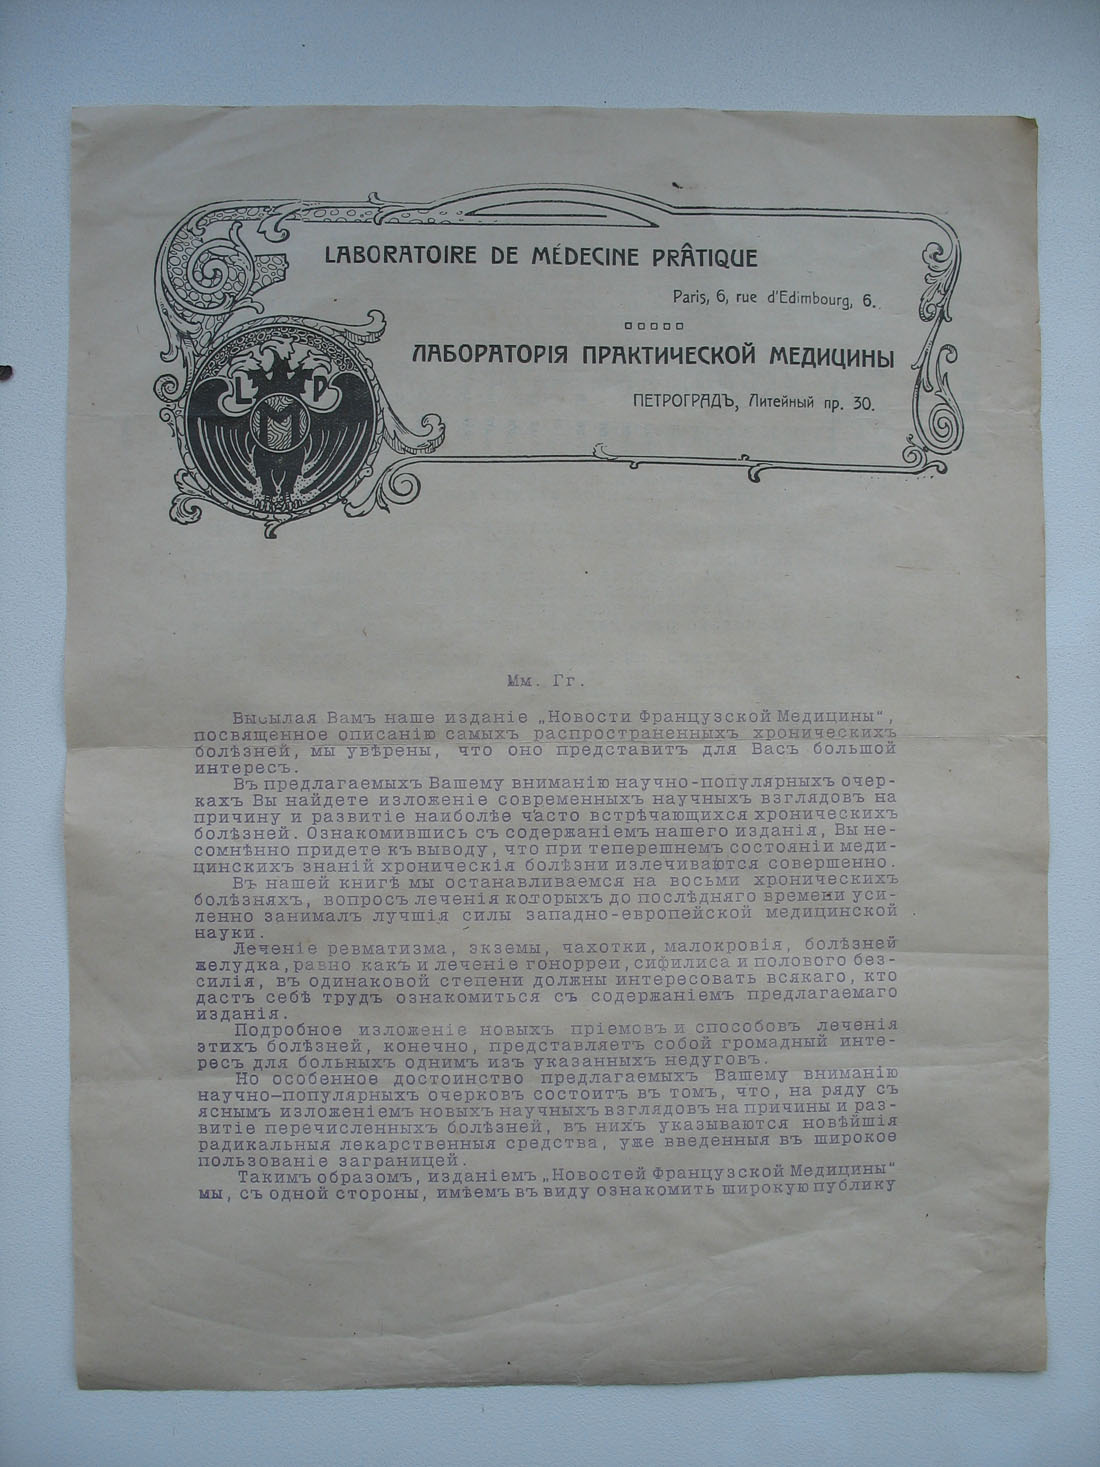 LABORATOIRE DE MÉDECINE PRÂTIQUE
Paris, 6, rue d'Edimbourg, 6.
ЛАБОРАТОРІЯ ПРАКТИЧЕСКОЙ МЕДИЦИНЫ
ПЕТРОГРАДЪ, Литейный пр. 30.
L M P
Мм. Гг.
Высылая Вамъ наше изданіе „Новости Французской Медицины“,
посвященное описанію самыхъ распространенныхъ хроническихъ
болѣзней, мы увѣрены, что оно представитъ для Васъ большой
интересъ.
Въ предлагаемыхъ Вашему вниманію научно-популярныхъ очер-
кахъ Вы найдете изложеніе современныхъ научныхъ взглядовъ на
причину и развитіе наиболѣе часто встрѣчающихся хроническихъ
болѣзней. Ознакомившись съ содержаніемъ нашего изданія, Вы не-
сомнѣнно придете къ выводу, что при теперешнемъ состояніи меди-
цинскихъ знаній хроническія болѣзни излечиваются совершенно.
Въ нашей книгѣ мы останавливаемся на восьми хроническихъ
болѣзняхъ, вопросъ леченія которыхъ до послѣдняго времени уси-
ленно занималъ лучшія силы западно-европейской медицинской
науки.
Леченіе ревматизма, экземы, чахотки, малокровія, болѣзней
желудка, равно какъ и леченіе гонорреи, сифилиса и полового без-
силія, въ одинаковой степени должны интересовать всякаго, кто
дастъ себѣ трудъ ознакомиться съ содержаніемъ предлагаемаго
изданія.
Подробное изложеніе новыхъ пріемовъ и способовъ леченія
этихъ болѣзней, конечно, представляетъ собой громадный инте-
ресъ для больныхъ однимъ изъ указанныхъ недуговъ.
Но особенное достоинство предлагаемыхъ Вашему вниманію
научно-популярныхъ очерковъ состоитъ въ томъ, что, на ряду съ
яснымъ изложеніемъ новыхъ научныхъ взглядовъ на причины и раз-
витіе перечисленныхъ болѣзней, въ нихъ указываются новѣйшія
радикальныя лекарственныя средства, уже введенныя въ широкое
пользованіе заграницей.
Такимъ образомъ, изданіемъ „Новостей Французской Медицины“
мы, съ одной стороны, имѣемъ въ виду ознакомить широкую публику